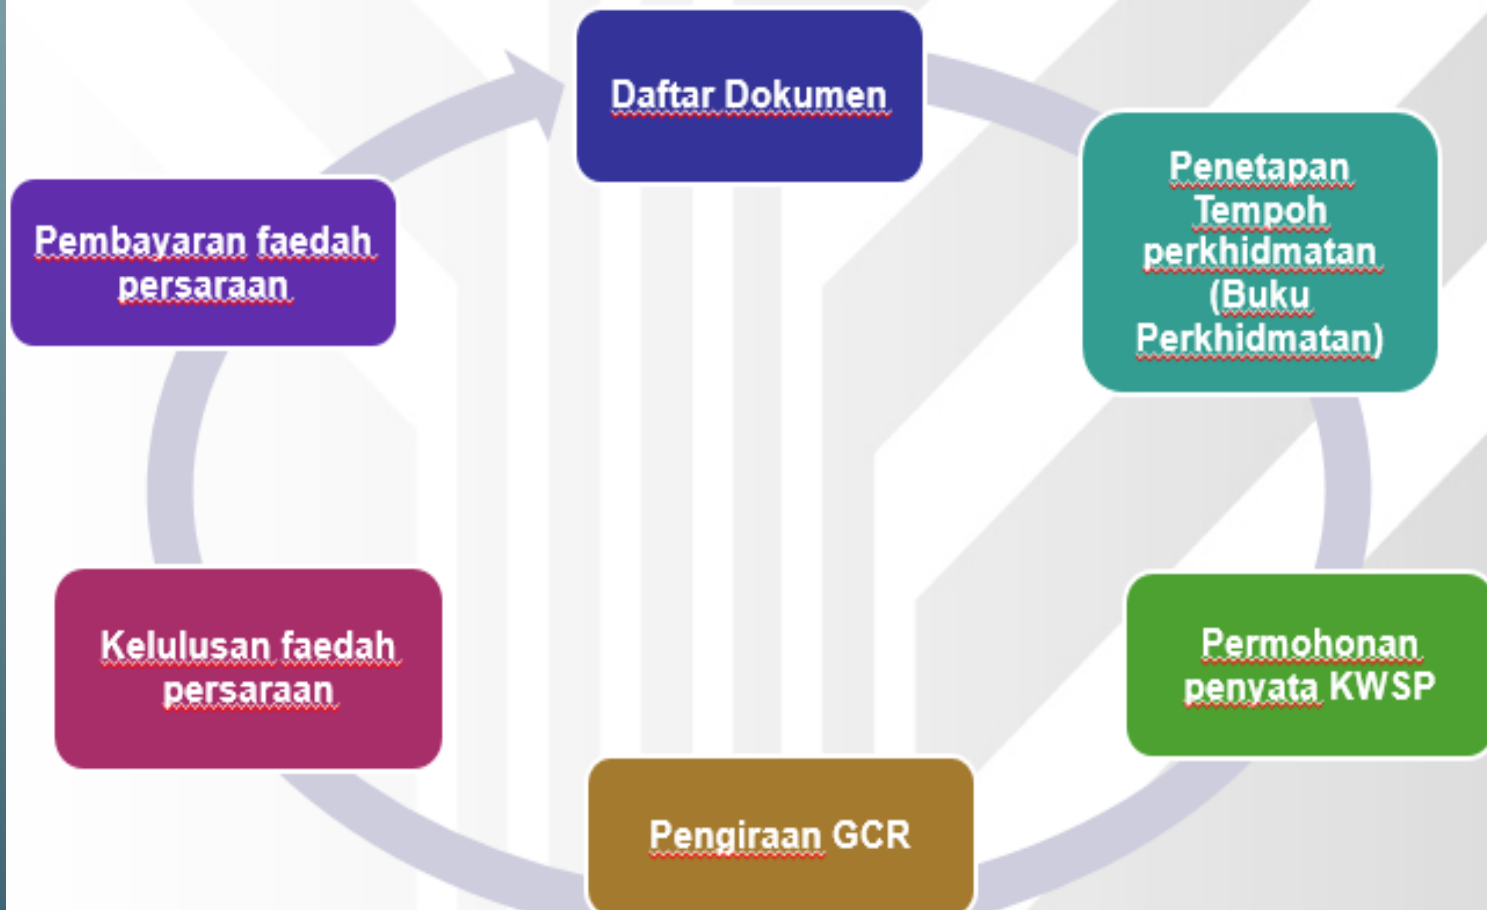 Daftar Dokumen
Penetapan
Tempoh
perkhidmatan
(Buku
Perkhidmatan)
Permohonan
penyata KWSP
Pengiraan GCR
Kelulusan faedah
persaraan
Pembayaran faedah
persaraan